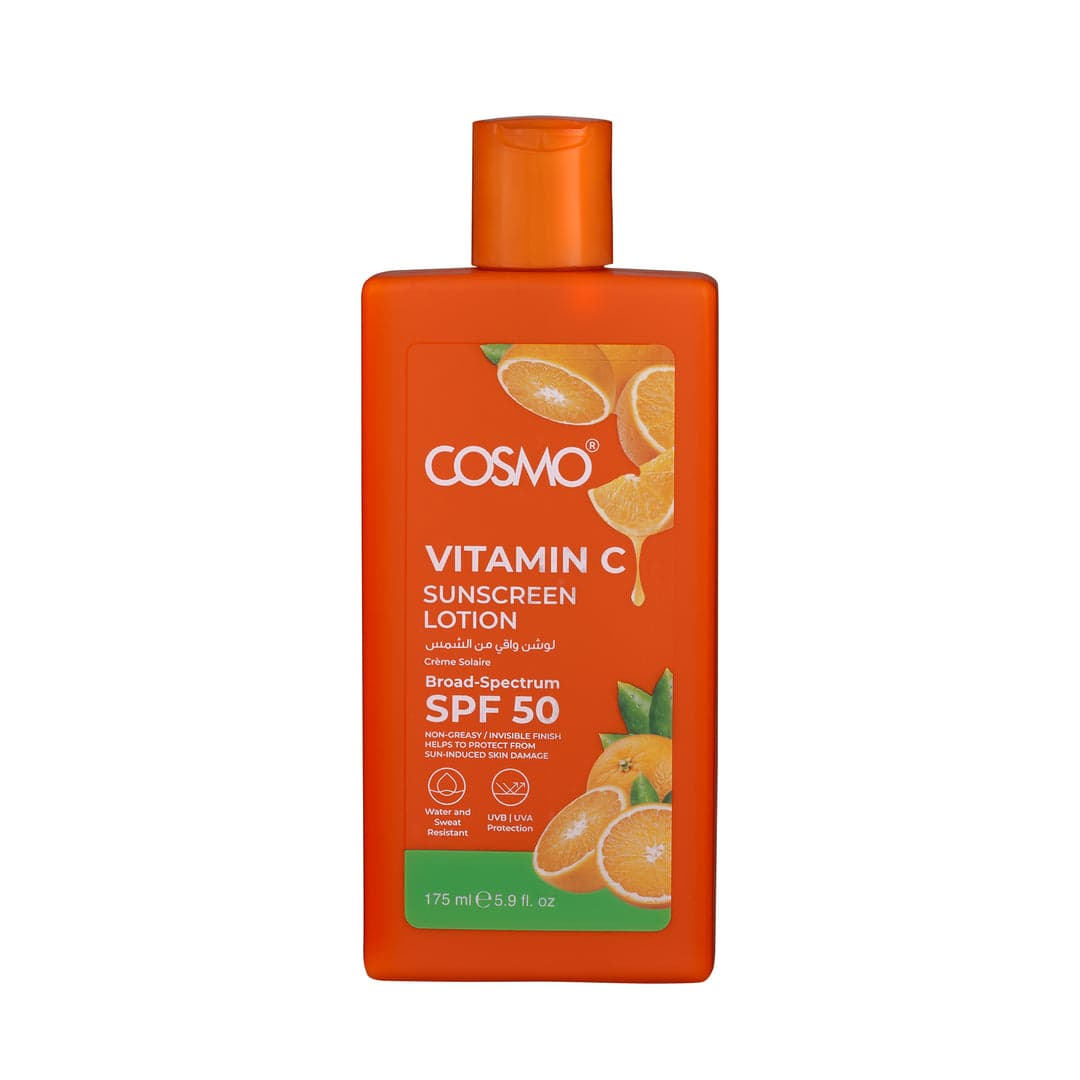 COSMO®
VITAMIN C
SUNSCREEN
LOTION
لوشن واقي من الشمس
Crème Solaire
Broad-Spectrum
SPF 50
NON-GREASY / INVISIBLE FINISH
HELPS TO PROTECT FROM
SUN-INDUCED SKIN DAMAGE
Water and
Sweat
Resistant
UVB | UVA
Protection
175 ml ℮ 5.9 fl. oz